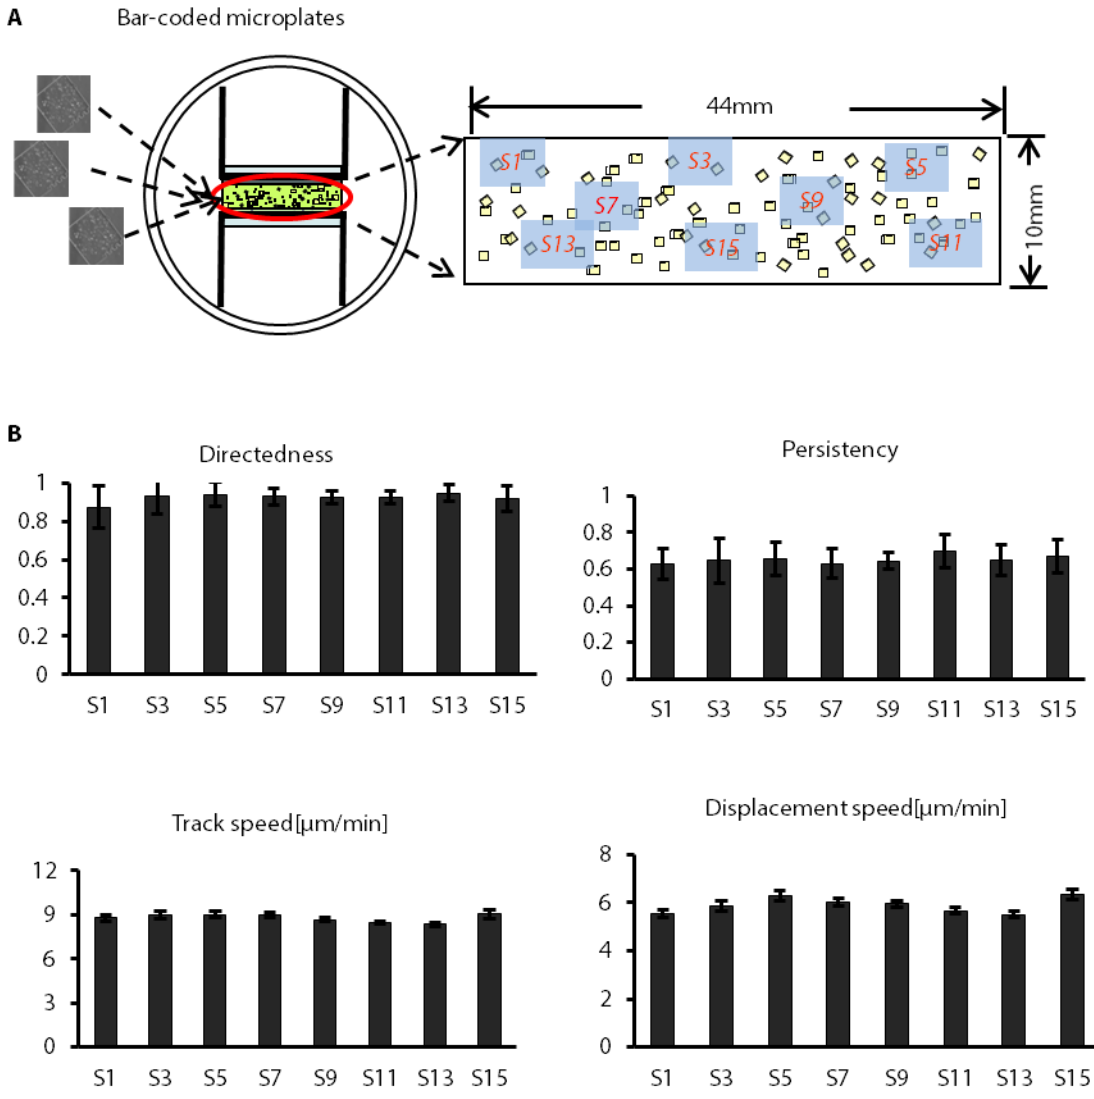 A
Bar-coded microplates
44mm
S1
S3
S5
S7
S9
S13
S15
S11
10mm
B
Directedness
1
0.8
0.6
0.4
0.2
0
S1 S3 S5 S7 S9 S11 S13 S15
Persistency
1
0.8
0.6
0.4
0.2
0
S1 S3 S5 S7 S9 S11 S13 S15
Track speed[µm/min]
12
9
6
3
0
S1 S3 S5 S7 S9 S11 S13 S15
Displacement speed[µm/min]
8
6
4
2
0
S1 S3 S5 S7 S9 S11 S13 S15